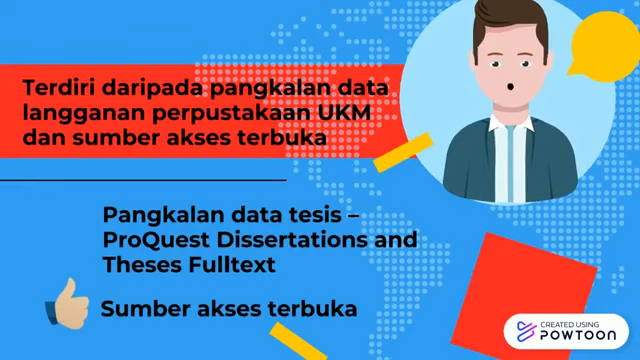 Terdiri daripada pangkalan data
langganan perpustakaan UKM
dan sumber akses terbuka
Pangkalan data tesis –
ProQuest Dissertations and
Theses Fulltext
Sumber akses terbuka
CREATED USING
POWTOON